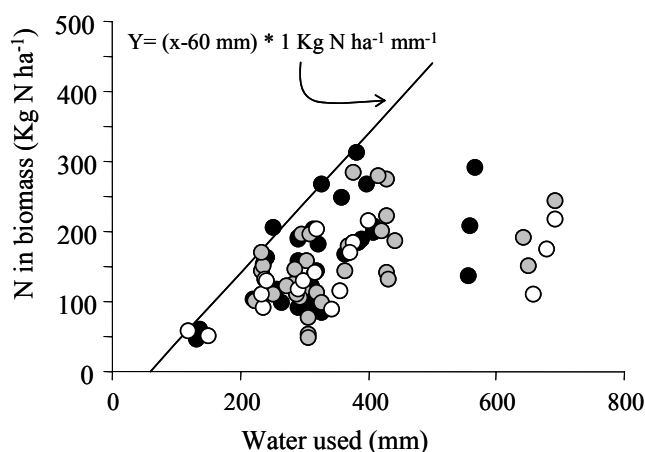 500
Y= (x-60 mm) * 1 Kg N ha⁻¹ mm⁻¹
400
300
200
100
0
N in biomass (Kg N ha⁻¹)
0 200 400 600 800
Water used (mm)